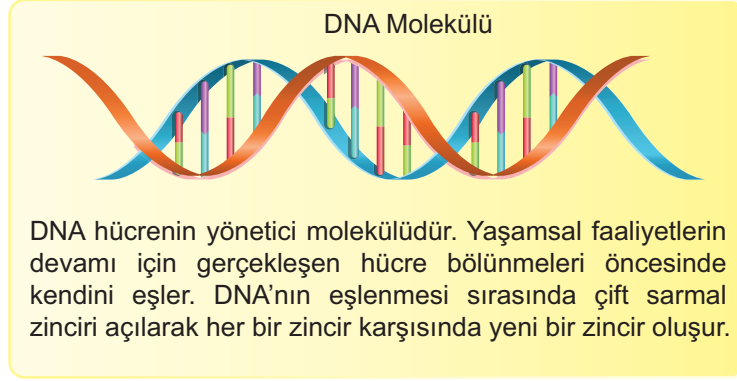 DNA Molekülü
DNA hücrenin yönetici molekülüdür. Yaşamsal faaliyetlerin
devamı için gerçekleşen hücre bölünmeleri öncesinde
kendini eşler. DNA’nın eşlenmesi sırasında çift sarmal
zinciri açılarak her bir zincir karşısında yeni bir zincir oluşur.